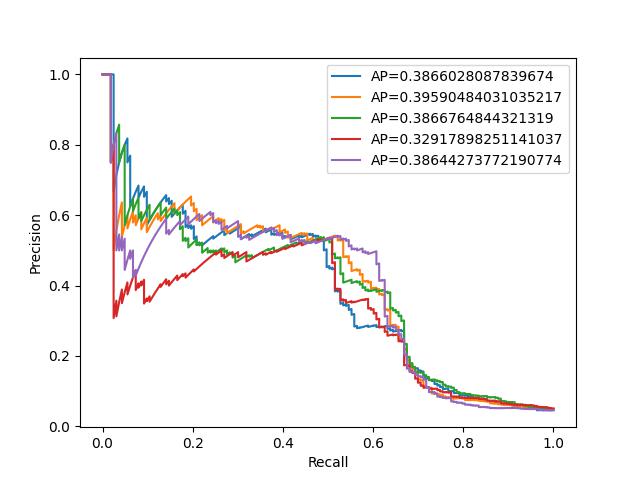 AP=0.3866028087839674
AP=0.39590484031035217
AP=0.3866764844321319
AP=0.32917898251141037
AP=0.38644273772190774
1.0
0.8
0.6
0.4
0.2
0.0
Precision
0.0 0.2 0.4 0.6 0.8 1.0
Recall